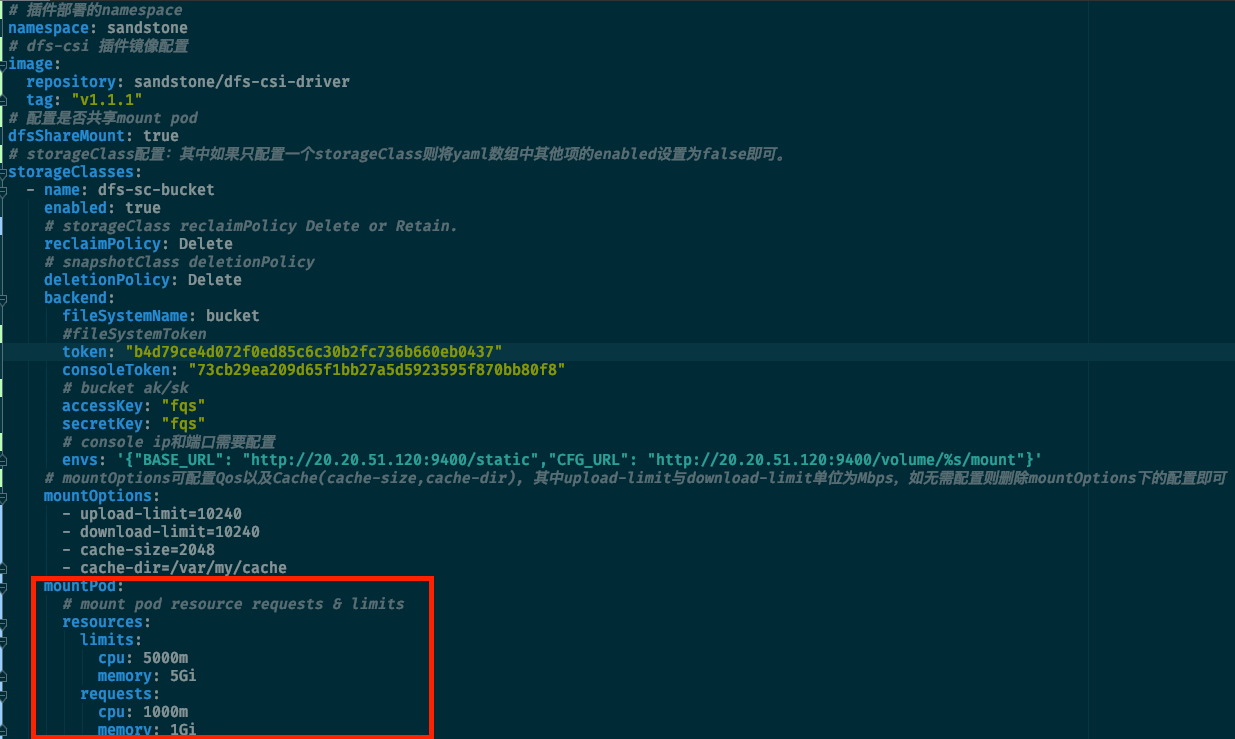 # 插件部署的namespace
namespace: sandstone
# dfs-csi 插件镜像配置
image:
  repository: sandstone/dfs-csi-driver
  tag: "v1.1.1"
# 配置是否共享mount pod
dfsShareMount: true
# storageClass配置：其中如果只配置一个storageClass则将yaml数组中其他项的enabled设置为false即可。
storageClasses:
  - name: dfs-sc-bucket
    enabled: true
    # storageClass reclaimPolicy Delete or Retain.
    reclaimPolicy: Delete
    # snapshotClass deletionPolicy
    deletionPolicy: Delete
    backend:
      fileSystemName: bucket
      #fileSystemToken
      token: "b4d79ce4d072f0ed85c6c30b2fc736b660eb0437"
      consoleToken: "73cb29ea209d65f1bb27a5d5923595f870bb80f8"
      # bucket ak/sk
      accessKey: "fqs"
      secretKey: "fqs"
      # console ip和端口需要配置
      envs: '{"BASE_URL": "http://20.20.51.120:9400/static","CFG_URL": "http://20.20.51.120:9400/volume/%s/mount"}'
    # mountOptions可配置Qos以及Cache(cache-size,cache-dir)，其中upload-limit与download-limit单位为Mbps，如无需配置则删除mountOptions下的配置即可
    mountOptions:
      - upload-limit=10240
      - download-limit=10240
      - cache-size=2048
      - cache-dir=/var/my/cache
    mountPod:
      # mount pod resource requests & limits
      resources:
        limits:
          cpu: 5000m
          memory: 5Gi
        requests:
          cpu: 1000m
          memory: 1Gi